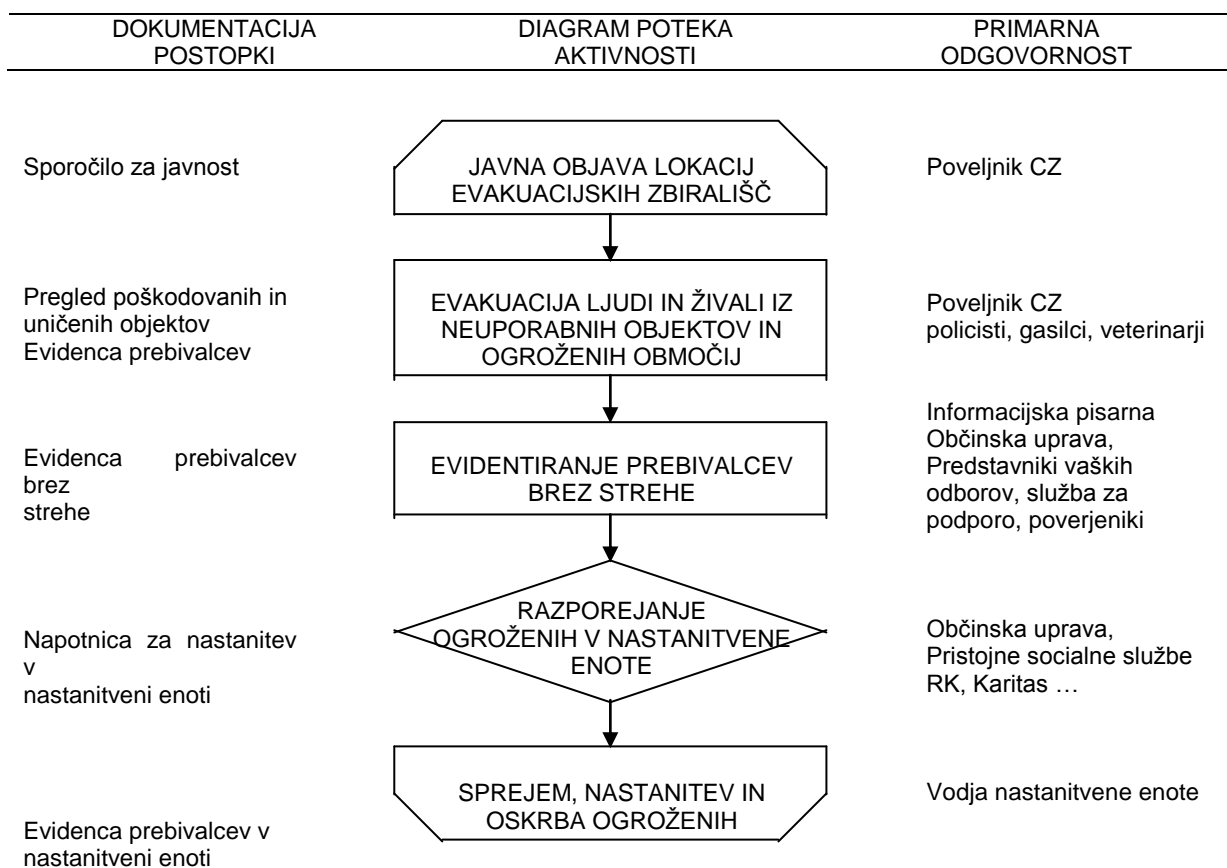 DOKUMENTACIJA
POSTOPKI
DIAGRAM POTEKA
AKTIVNOSTI
PRIMARNA
ODGOVORNOST
Sporočilo za javnost
JAVNA OBJAVA LOKACIJ
EVAKUACIJSKIH ZBIRALIŠČ
Poveljnik CZ
Pregled poškodovanih in
uničenih objektov
Evidenca prebivalcev
EVAKUACIJA LJUDI IN ŽIVALI IZ
NEUPORABNIH OBJEKTOV IN
OGROŽENIH OBMOČIJ
Poveljnik CZ
policisti, gasilci, veterinarji
Evidenca prebivalcev
brez
strehe
EVIDENTIRANJE PREBIVALCEV
BREZ STREHE
Informacijska pisarna
Občinska uprava,
Predstavniki vaških
odborov, služba za
podporo, poverjeniki
Napotnica za nastanitev
v
nastanitveni enoti
RAZPOREJANJE
OGROŽENIH V NASTANITVENE
ENOTE
Občinska uprava,
Pristojne socialne službe
RK, Karitas …
Evidenca prebivalcev v
nastanitveni enoti
SPREJEM, NASTANITEV IN
OSKRBA OGROŽENIH
Vodja nastanitvene enote